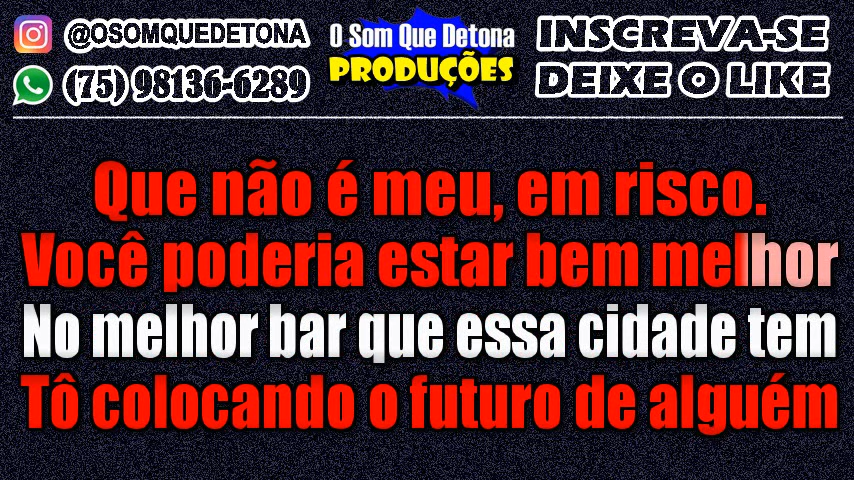 @OSOMQUEDETONA
(75) 98136-6289
O Som Que Detona
PRODUÇÕES
INSCREVA-SE
DEIXE O LIKE
Que não é meu, em risco.
Você poderia estar bem melhor
No melhor bar que essa cidade tem
Tô colocando o futuro de alguém